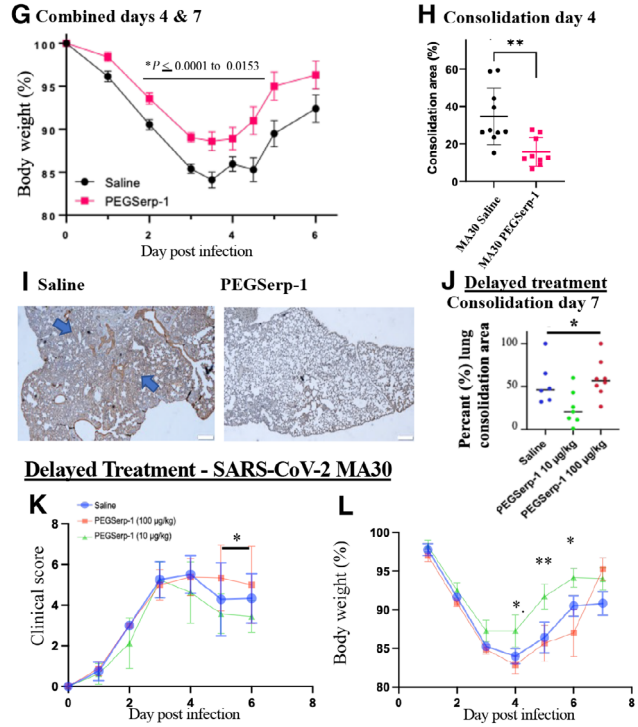 G Combined days 4 & 7
100
95
90
85
80
Body weight (%)
* P ≤ 0.0001 to 0.0153
Saline
PEGSerp-1
0 2 4 6
Day post infection
H Consolidation day 4
Consolidation area (%)
60
40
20
0
**
MA30 Saline
MA30 PEGSerp-1
I Saline PEGSerp-1
J Delayed treatment
Consolidation day 7
Percent (%) lung
consolidation area
100
50
0
*
Saline
PEGSerp-1 10 µg/kg
PEGSerp-1 100 µg/kg
Delayed Treatment - SARS-CoV-2 MA30
K
Saline
PEGSerp-1 (100 µg/kg)
PEGSerp-1 (10 µg/kg)
Clinical score
8
6
4
2
0
*
0 2 4 6 8
Day post infection
L
Body weight (%)
100
95
90
85
80
*.
**
*
0 2 4 6 8
Day post infection